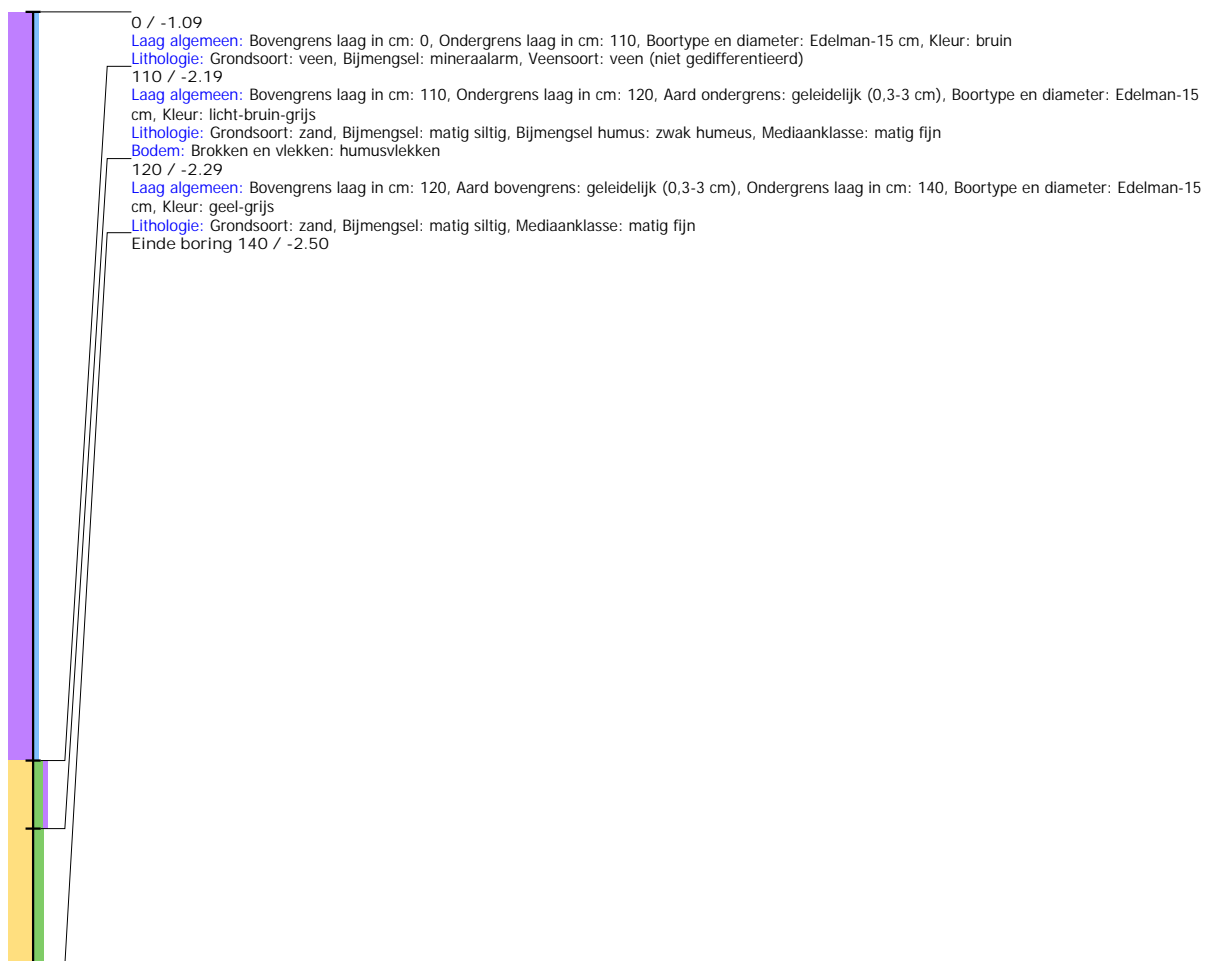 0 / -1.09
Laag algemeen: Bovengrens laag in cm: 0, Ondergrens laag in cm: 110, Boortype en diameter: Edelman-15 cm, Kleur: bruin
Lithologie: Grondsoort: veen, Bijmengsel: mineraalarm, Veensoort: veen (niet gedifferentieerd)
110 / -2.19
Laag algemeen: Bovengrens laag in cm: 110, Ondergrens laag in cm: 120, Aard ondergrens: geleidelijk (0,3-3 cm), Boortype en diameter: Edelman-15
cm, Kleur: licht-bruin-grijs
Lithologie: Grondsoort: zand, Bijmengsel: matig siltig, Bijmengsel humus: zwak humeus, Mediaanklasse: matig fijn
Bodem: Brokken en vlekken: humusvlekken
120 / -2.29
Laag algemeen: Bovengrens laag in cm: 120, Aard bovengrens: geleidelijk (0,3-3 cm), Ondergrens laag in cm: 140, Boortype en diameter: Edelman-15
cm, Kleur: geel-grijs
Lithologie: Grondsoort: zand, Bijmengsel: matig siltig, Mediaanklasse: matig fijn
Einde boring 140 / -2.50